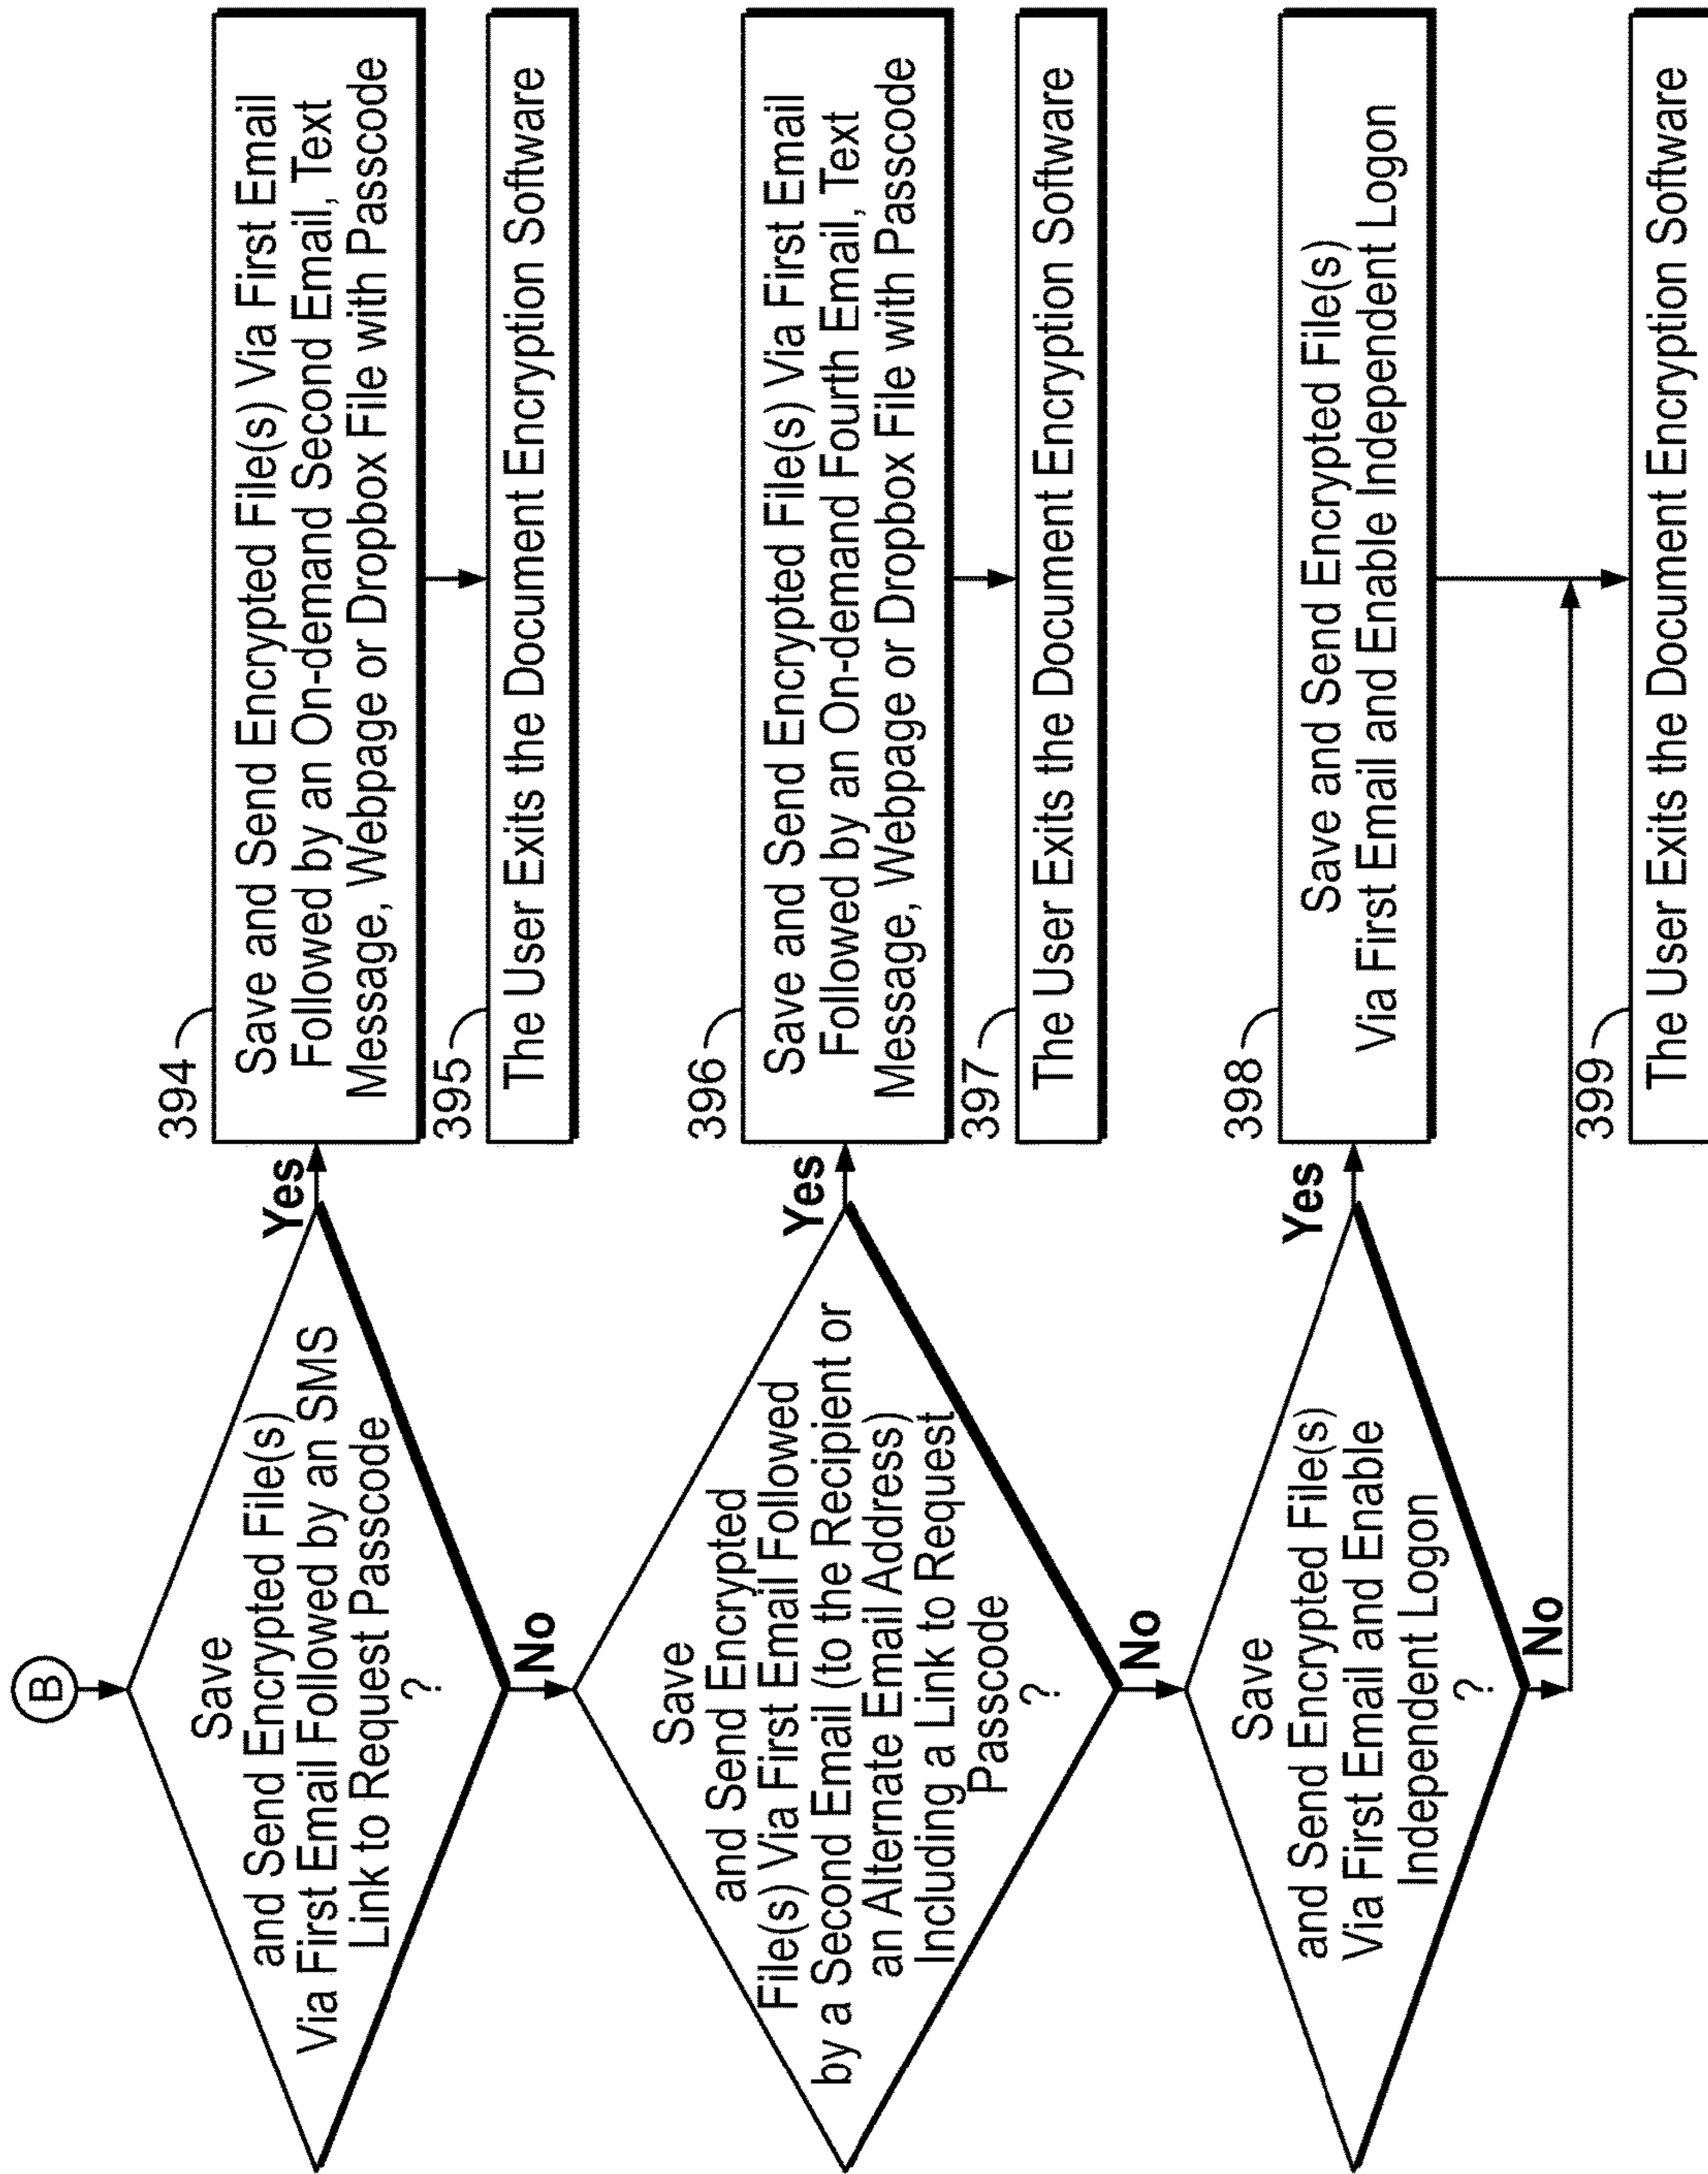 B
Save
and Send Encrypted File(s)
Via First Email Followed by an SMS
Link to Request Passcode
?
Yes
394
Save and Send Encrypted File(s) Via First Email
Followed by an On-demand Second Email, Text
Message, Webpage or Dropbox File with Passcode
395
The User Exits the Document Encryption Software
No
Save
and Send Encrypted
File(s) Via First Email Followed
by a Second Email (to the Recipient or
an Alternate Email Address)
Including a Link to Request
Passcode
?
Yes
396
Save and Send Encrypted File(s) Via First Email
Followed by an On-demand Fourth Email, Text
Message, Webpage or Dropbox File with Passcode
397
The User Exits the Document Encryption Software
No
Save
and Send Encrypted File(s)
Via First Email and Enable
Independent Logon
?
Yes
398
Save and Send Encrypted File(s)
Via First Email and Enable Independent Logon
No
399
The User Exits the Document Encryption Software